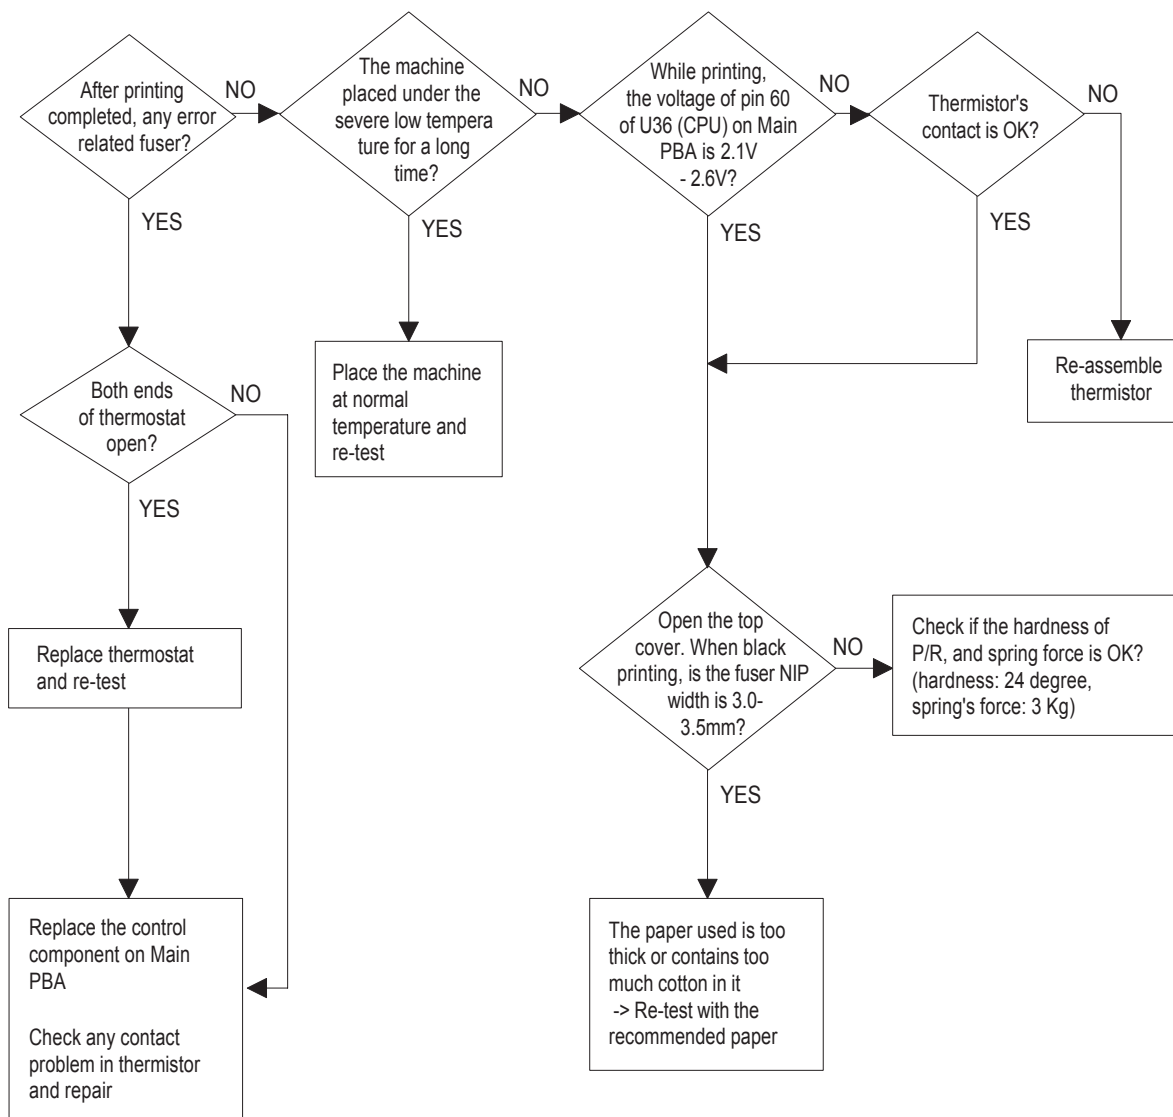 After printing
completed, any error
related fuser?
NO
YES
The machine
placed under the
severe low tempera
ture for a long
time?
NO
YES
While printing,
the voltage of pin 60
of U36 (CPU) on Main
PBA is 2.1V
- 2.6V?
NO
YES
Thermistor's
contact is OK?
NO
YES
Both ends
of thermostat
open?
NO
YES
Place the machine
at normal
temperature and
re-test
Re-assemble
thermistor
Replace thermostat
and re-test
Open the top
cover. When black
printing, is the fuser NIP
width is 3.0-
3.5mm?
NO
YES
Check if the hardness of
P/R, and spring force is OK?
(hardness: 24 degree,
spring's force: 3 Kg)
Replace the control
component on Main
PBA
Check any contact
problem in thermistor
and repair
The paper used is too
thick or contains too
much cotton in it
-> Re-test with the
recommended paper